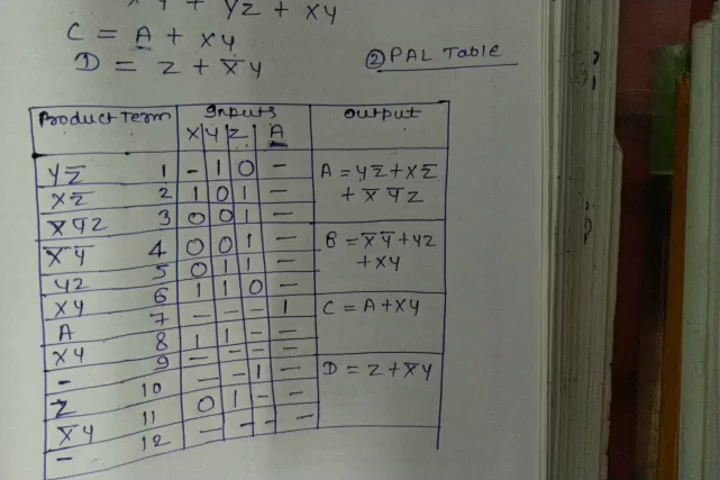 X Y + YZ + XY
C = A + XY
D = Z + X̅Y
② PAL Table
Product Term Inputs Output
X Y Z A
YZ̅ 1 - 1 0 - A = YZ̅ + XZ̅
XZ̅ 2 1 0 1 - + X̅ Y̅ Z
X̅Y̅Z 3 0 0 1 -
X̅Y̅ 4 0 0 1 - B = X̅Y̅ + YZ
YZ 5 0 1 1 - + XY
XY 6 1 1 0 -
A 7 - - - 1 C = A + XY
XY 8 1 1 - -
- 9 - - - -
Z 10 - - 1 - D = Z + X̅Y
X̅Y 11 0 1 - -
- 12 - - - -